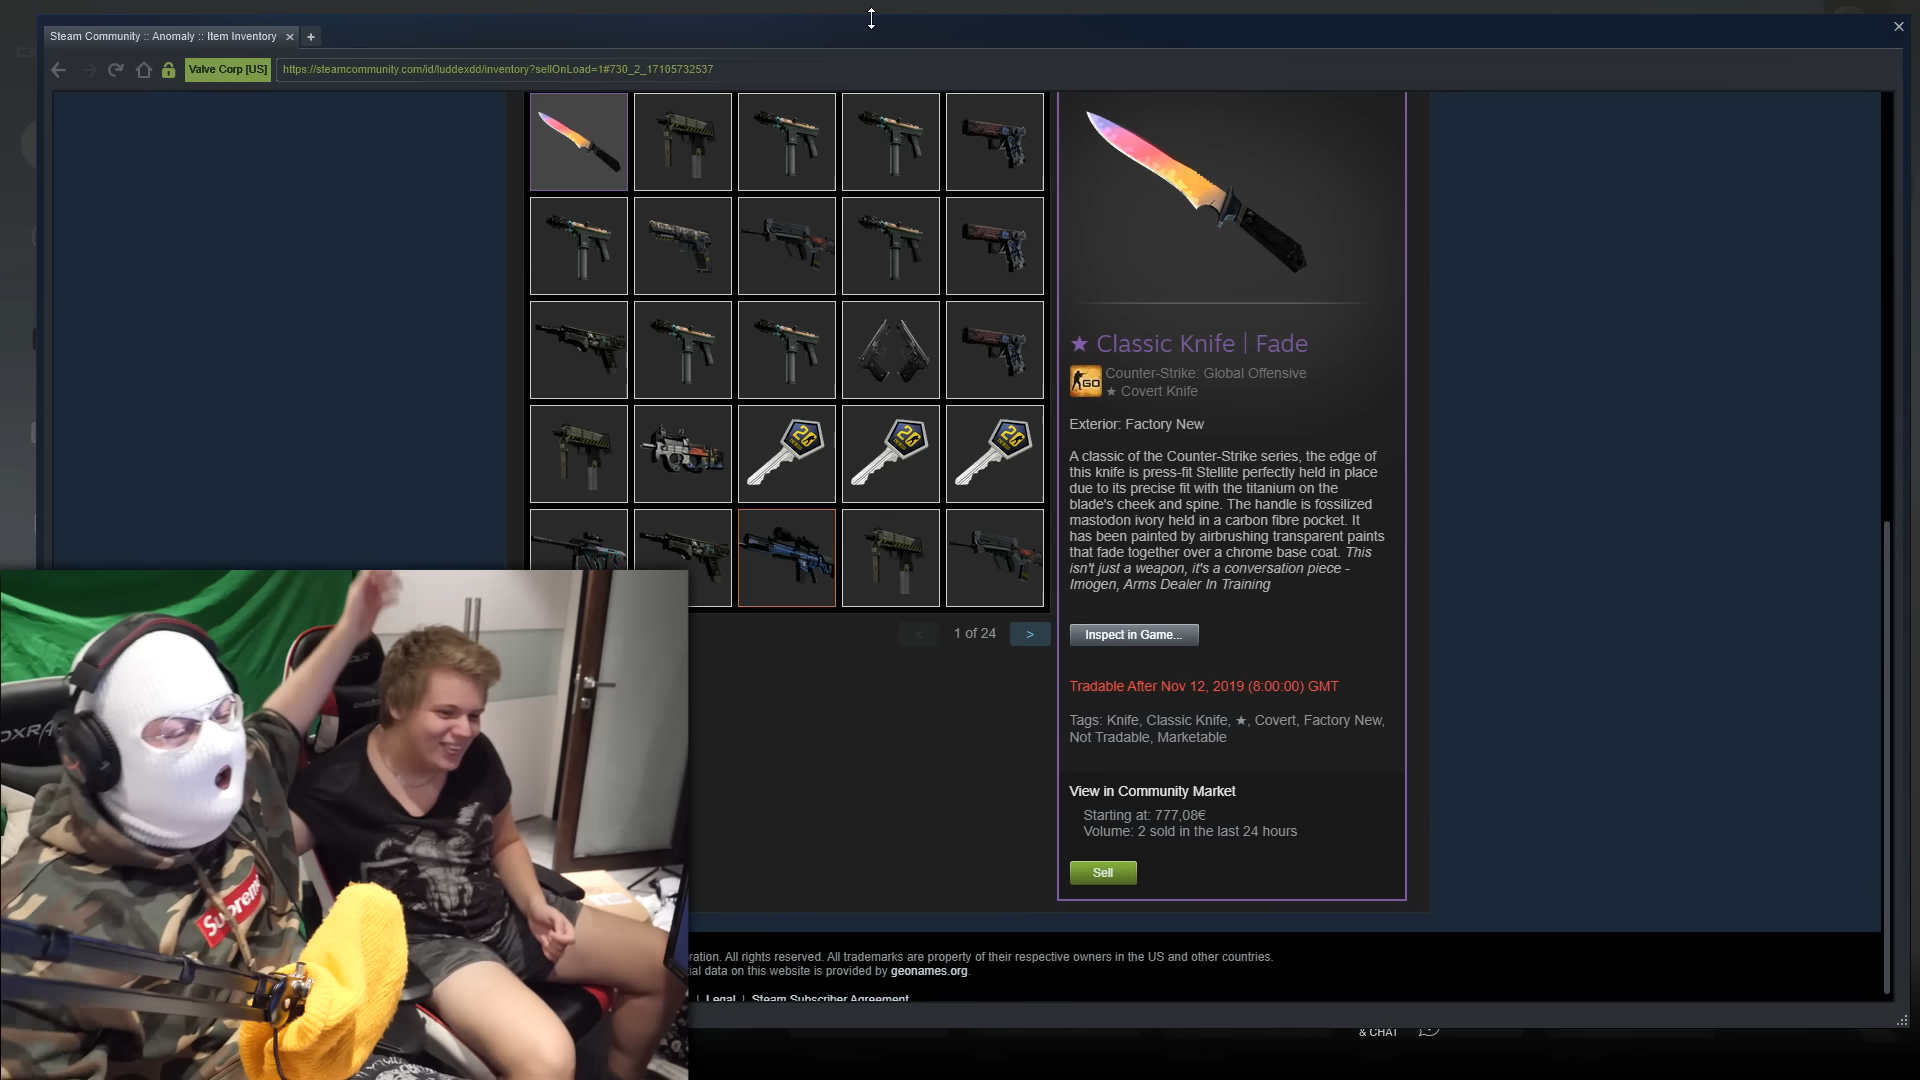 Steam Community :: Anomaly :: Item Inventory
Valve Corp [US]
https://steamcommunity.com/id/luddexdd/inventory?sellOnLoad=1#730_2_17105732537
★ Classic Knife | Fade
GO
Counter-Strike: Global Offensive
★ Covert Knife
Exterior: Factory New
A classic of the Counter-Strike series, the edge of
this knife is press-fit Stellite perfectly held in place
due to its precise fit with the titanium on the
blade's cheek and spine. The handle is fossilized
mastodon ivory held in a carbon fibre pocket. It
has been painted by airbrushing transparent paints
that fade together over a chrome base coat. This
isn't just a weapon, it's a conversation piece -
Imogen, Arms Dealer In Training
1 of 24
>
Inspect in Game...
Tradable After Nov 12, 2019 (8:00:00) GMT
Tags: Knife, Classic Knife, ★, Covert, Factory New,
Not Tradable, Marketable
View in Community Market
Starting at: 777,08€
Volume: 2 sold in the last 24 hours
Sell
ration. All rights reserved. All trademarks are property of their respective owners in the US and other countries.
ial data on this website is provided by geonames.org.
| Legal | Steam Subscriber Agreement
& CHAT
DXRA
Supreme